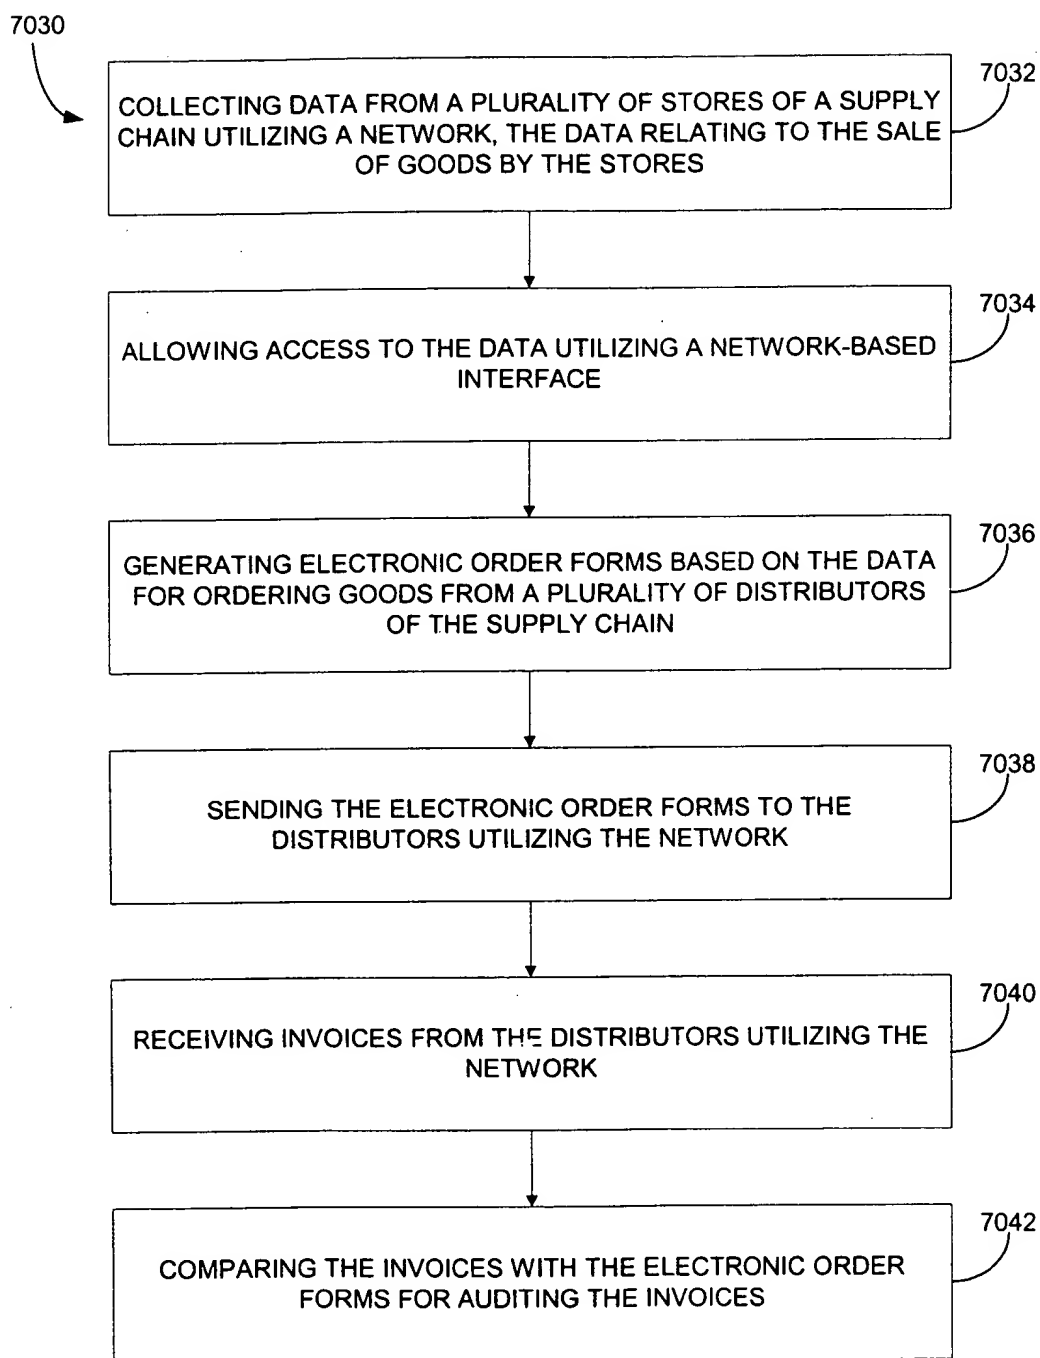 7030
7032
COLLECTING DATA FROM A PLURALITY OF STORES OF A SUPPLY
CHAIN UTILIZING A NETWORK, THE DATA RELATING TO THE SALE
OF GOODS BY THE STORES
7034
ALLOWING ACCESS TO THE DATA UTILIZING A NETWORK-BASED
INTERFACE
7036
GENERATING ELECTRONIC ORDER FORMS BASED ON THE DATA
FOR ORDERING GOODS FROM A PLURALITY OF DISTRIBUTORS
OF THE SUPPLY CHAIN
7038
SENDING THE ELECTRONIC ORDER FORMS TO THE
DISTRIBUTORS UTILIZING THE NETWORK
7040
RECEIVING INVOICES FROM THE DISTRIBUTORS UTILIZING THE
NETWORK
7042
COMPARING THE INVOICES WITH THE ELECTRONIC ORDER
FORMS FOR AUDITING THE INVOICES